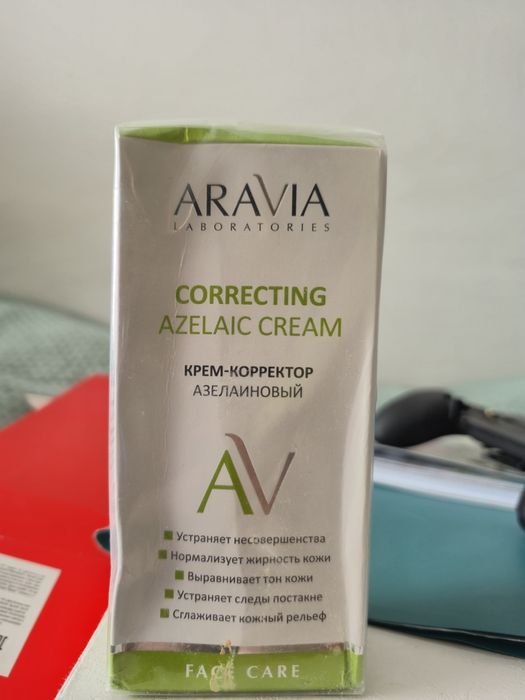 ARAVIA
LABORATORIES
CORRECTING
AZELAIC CREAM
КРЕМ-КОРРЕКТОР
АЗЕЛАИНОВЫЙ
AV
Устраняет несовершенства
Нормализует жирность кожи
Выравнивает тон кожи
Устраняет следы постакне
Сглаживает кожный рельеф
FACE CARE